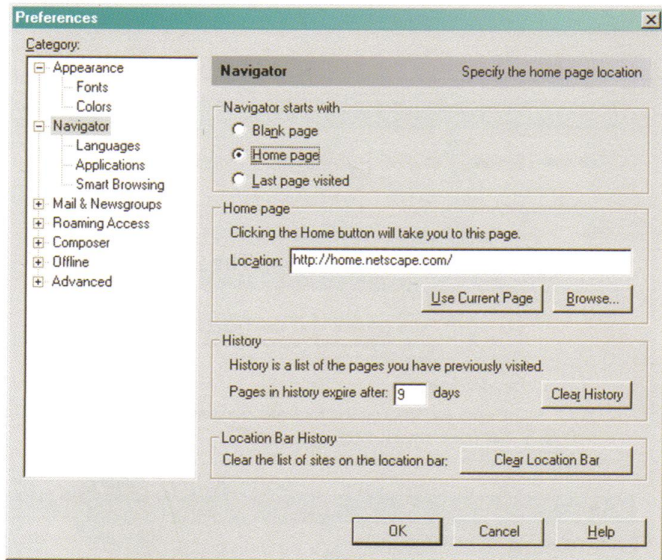 Preferences
Category:
Appearance
Fonts
Colors
Navigator
Languages
Applications
Smart Browsing
Mail & Newsgroups
Roaming Access
Composer
Offline
Advanced
Navigator Specify the home page location
Navigator starts with
Blank page
Home page
Last page visited
Home page
Clicking the Home button will take you to this page.
Location: http://home.netscape.com/
Use Current Page Browse...
History
History is a list of the pages you have previously visited.
Pages in history expire after: 9 days Clear History
Location Bar History
Clear the list of sites on the location bar: Clear Location Bar
OK Cancel Help